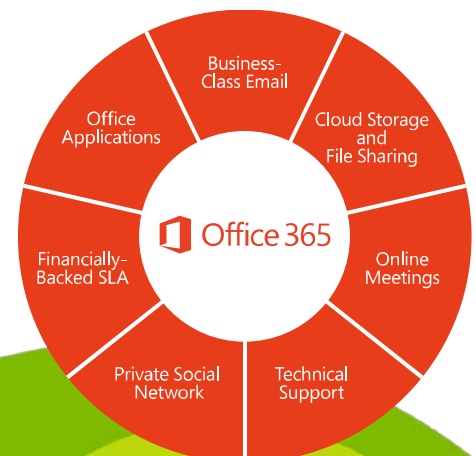 Business-
Class Email
Cloud Storage
and
File Sharing
Online
Meetings
Technical
Support
Private Social
Network
Financially-
Backed SLA
Office
Applications
Office 365